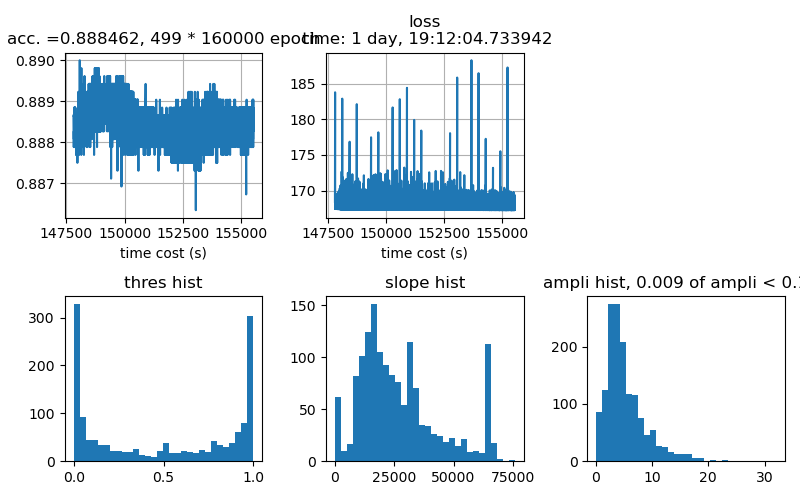 acc. =0.888462, 499 * 160000 epoch
loss
time: 1 day, 19:12:04.733942
0.890
0.889
0.888
0.887
147500 150000 152500 155000
time cost (s)
185
180
175
170
147500 150000 152500 155000
time cost (s)
thres hist
300
200
100
0
0.0 0.5 1.0
slope hist
150
100
50
0
0 25000 50000 75000
ampli hist, 0.009 of ampli < 0.1
200
100
0
0 10 20 30